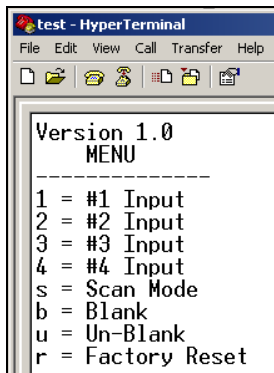 test - HyperTerminal
File Edit View Call Transfer Help
Version 1.0
MENU
--------------
1 = #1 Input
2 = #2 Input
3 = #3 Input
4 = #4 Input
s = Scan Mode
b = Blank
u = Un-Blank
r = Factory Reset